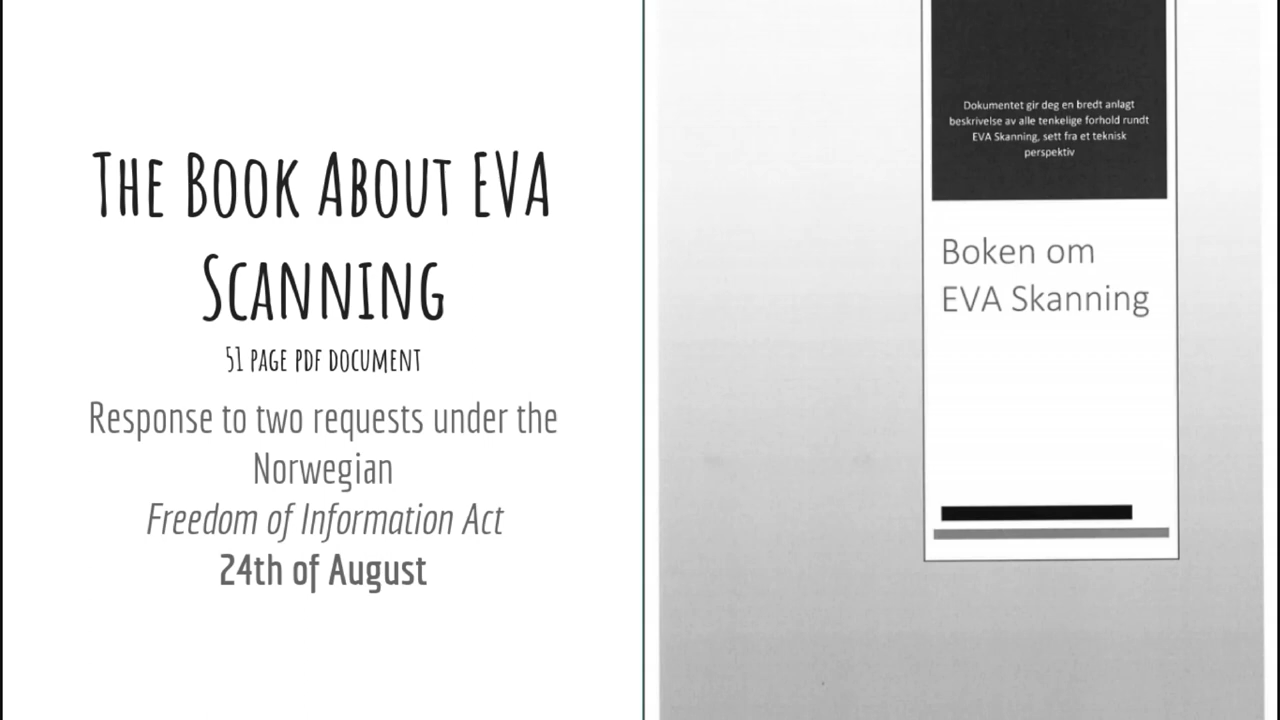 The Book About EVA
Scanning
51 page pdf document
Response to two requests under the
Norwegian
Freedom of Information Act
24th of August
Dokumentet gir deg en bredt anlagt
beskrivelse av alle tenkelige forhold rundt
EVA Skanning, sett fra et teknisk
perspektiv
Boken om
EVA Skanning